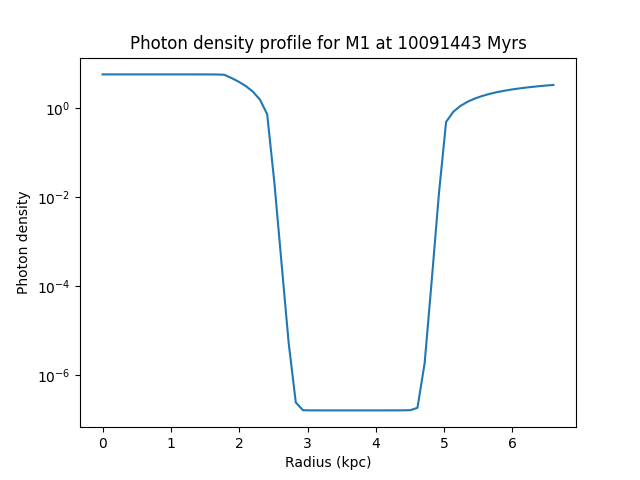 Photon density profile for M1 at 10091443 Myrs
Photon density
10⁰
10⁻²
10⁻⁴
10⁻⁶
0 1 2 3 4 5 6
Radius (kpc)